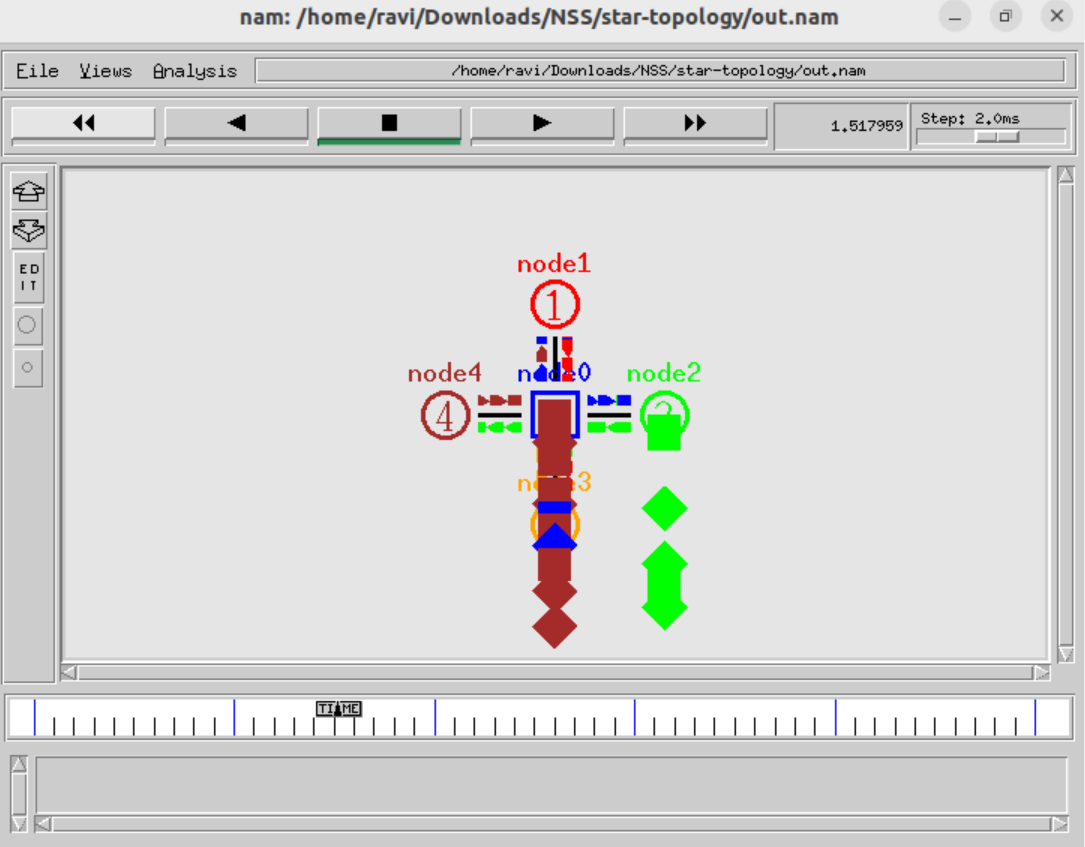 nam: /home/ravi/Downloads/NSS/star-topology/out.nam
File Views Analysis /home/ravi/Downloads/NSS/star-topology/out.nam
1.517959 Step: 2.0ms
ED
IT
node1
1
node4 node0 node2
4
node3
TIME